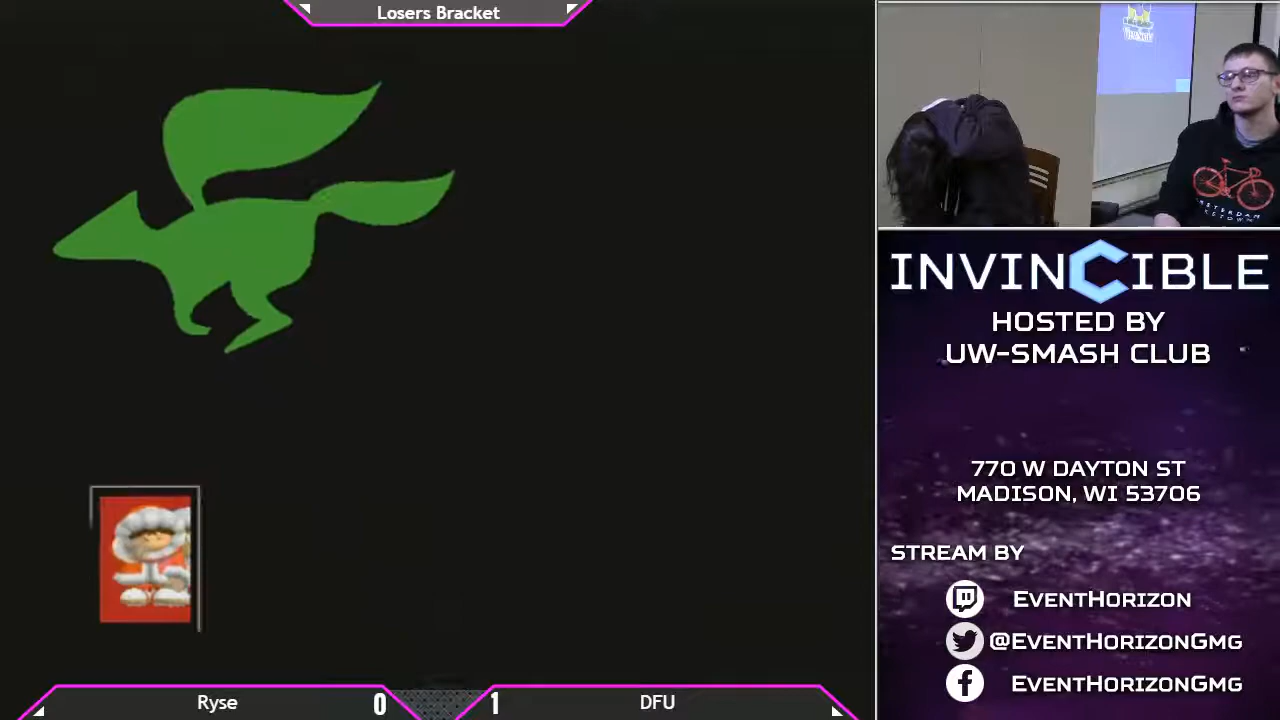 Losers Bracket
INVINCIBLE
HOSTED BY
UW-SMASH CLUB
770 W DAYTON ST
MADISON, WI 53706
STREAM BY
EVENTHORIZON
@EVENTHORIZONGMG
EVENTHORIZONGMG
Ryse 0 1 DFU